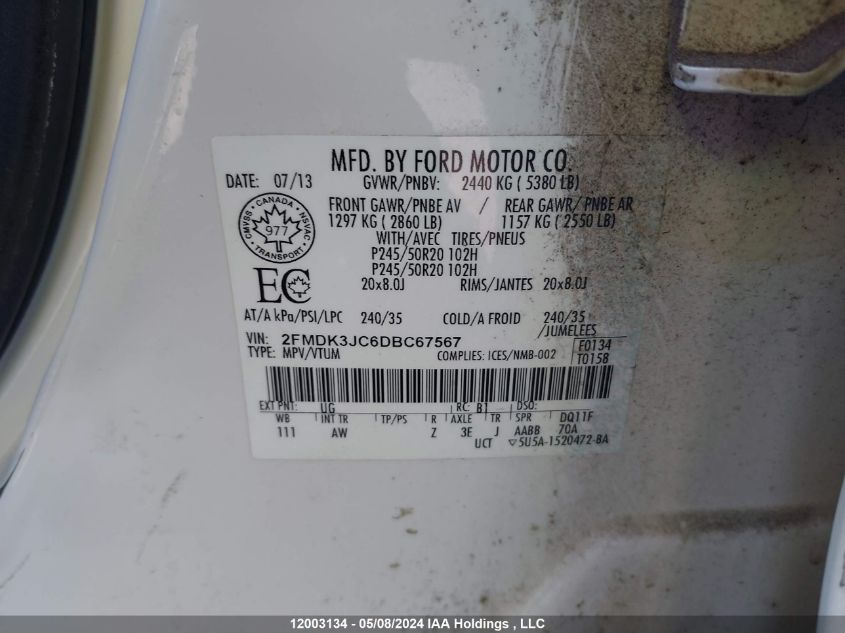 MFD. BY FORD MOTOR CO.
DATE: 07/13 GVWR/PNBV: 2440 KG ( 5380 LB)
FRONT GAWR/PNBE AV / REAR GAWR/ PNBE AR
1297 KG ( 2860 LB) 1157 KG ( 2550 LB)
WITH/AVEC TIRES/PNEUS
P245/50R20 102H
P245/50R20 102H
20x8.0J RIMS/JANTES 20x8.0J
CMVSS · CANADA · NSVAC
977
TRANSPORT
EC
AT/A kPa/PSI/LPC 240/35 COLD/A FROID 240/35
/JUMELEES
VIN: 2FMDK3JC6DBC67567
TYPE: MPV/VTUM COMPLIES: ICES/NMB-002
F0134
T0158
EXT PNT: UG RC: B1 DSO:
WB INT TR TP/PS R AXLE TR SPR DQ11F
111 AW Z 3E J AABB 70A
UCT ▽5U5A-1520472-BA
12003134 - 05/08/2024 IAA Holdings , LLC